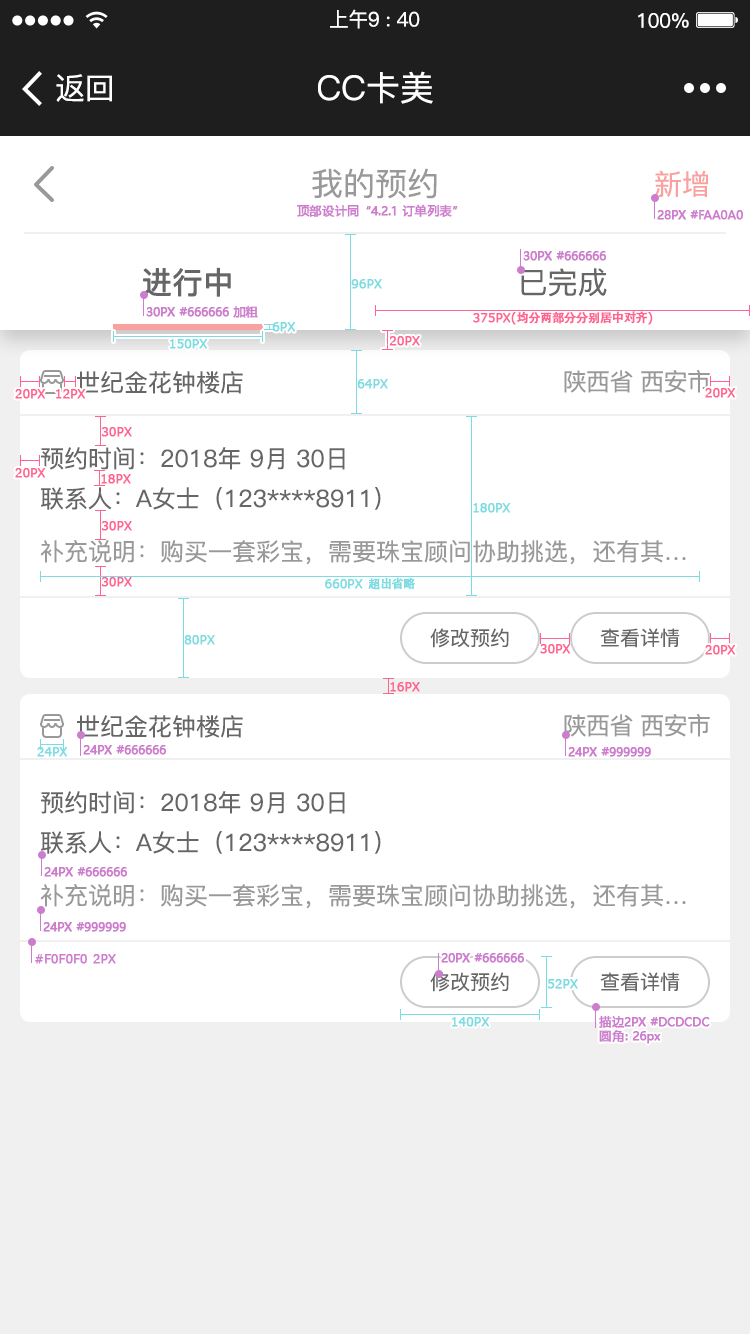 上午9 : 40
100%
返回
CC卡美
我的预约
新增
顶部设计同 “4.2.1 订单列表”
28PX #FAA0A0
30PX #666666
进行中
已完成
96PX
30PX #666666 加粗
375PX(均分两部分分别居中对齐)
6PX
150PX
20PX
世纪金花钟楼店
陕西省 西安市
64PX
20PX
12PX
20PX
30PX
预约时间：2018年 9月 30日
20PX
18PX
联系人：A女士（123****8911）
180PX
30PX
补充说明：购买一套彩宝，需要珠宝顾问协助挑选，还有其...
30PX
660PX 超出省略
80PX
修改预约
查看详情
30PX
20PX
16PX
世纪金花钟楼店
陕西省 西安市
24PX
24PX #666666
24PX #999999
预约时间：2018年 9月 30日
联系人：A女士（123****8911）
24PX #666666
补充说明：购买一套彩宝，需要珠宝顾问协助挑选，还有其...
24PX #999999
#F0F0F0 2PX
20PX #666666
修改预约
52PX
查看详情
140PX
描边2PX #DCDCDC
圆角: 26px